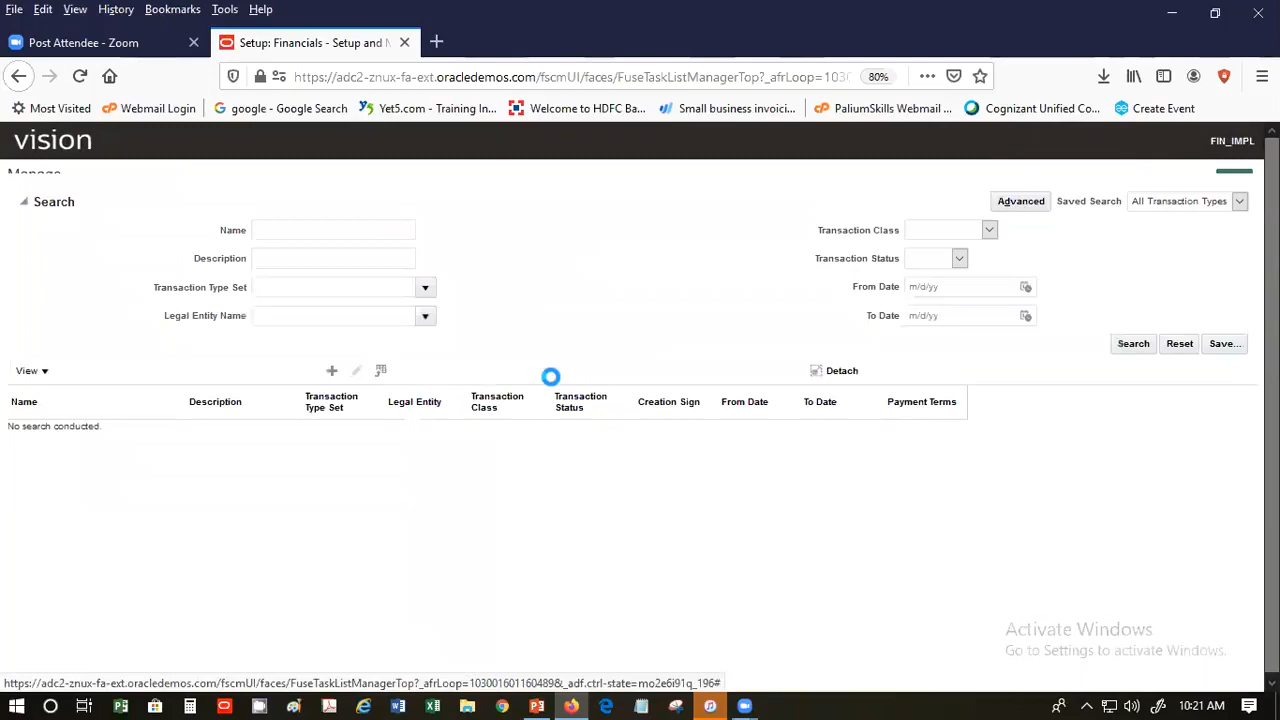 File Edit View History Bookmarks Tools Help
Post Attendee - Zoom Setup: Financials - Setup and M
https://adc2-znux-fa-ext.oracledemos.com/fscmUI/faces/FuseTaskListManagerTop?_afrLoop=1030 80%
Most Visited Webmail Login google - Google Search Yet5.com - Training In... Welcome to HDFC Ba... Small business invoici... PaliumSkills Webmail ... Cognizant Unified Co... Create Event
vision FIN_IMPL
Manage
Search Advanced Saved Search All Transaction Types
Name Transaction Class
Description Transaction Status
Transaction Type Set From Date m/d/yy
Legal Entity Name To Date m/d/yy
Search Reset Save...
View Detach
Name Description Transaction Type Set Legal Entity Transaction Class Transaction Status Creation Sign From Date To Date Payment Terms
No search conducted.
Activate Windows
Go to Settings to activate Windows.
https://adc2-znux-fa-ext.oracledemos.com/fscmUI/faces/FuseTaskListManagerTop?_afrLoop=1030016011160489&_adf.ctrl-state=mo2e6i91q_196#
10:21 AM